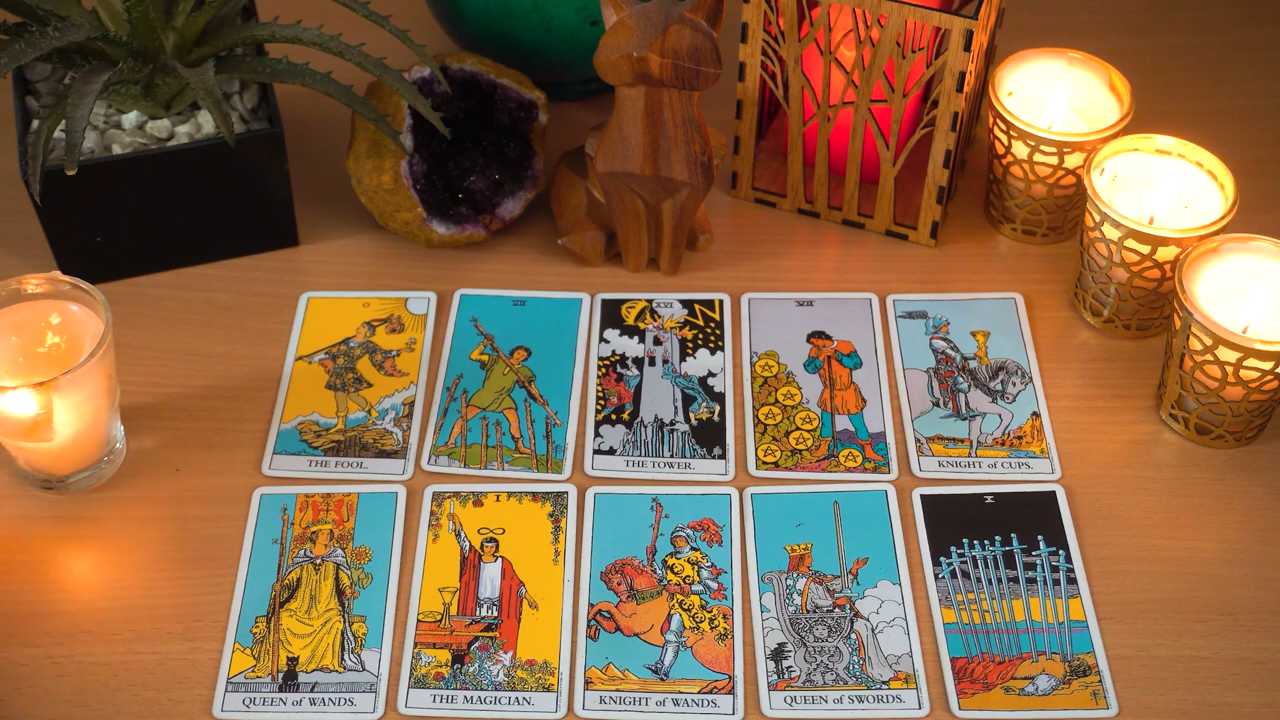 0
THE FOOL.
VII
XVI
THE TOWER.
VII
KNIGHT of CUPS.
QUEEN of WANDS.
I
THE MAGICIAN.
KNIGHT of WANDS.
QUEEN of SWORDS.
X